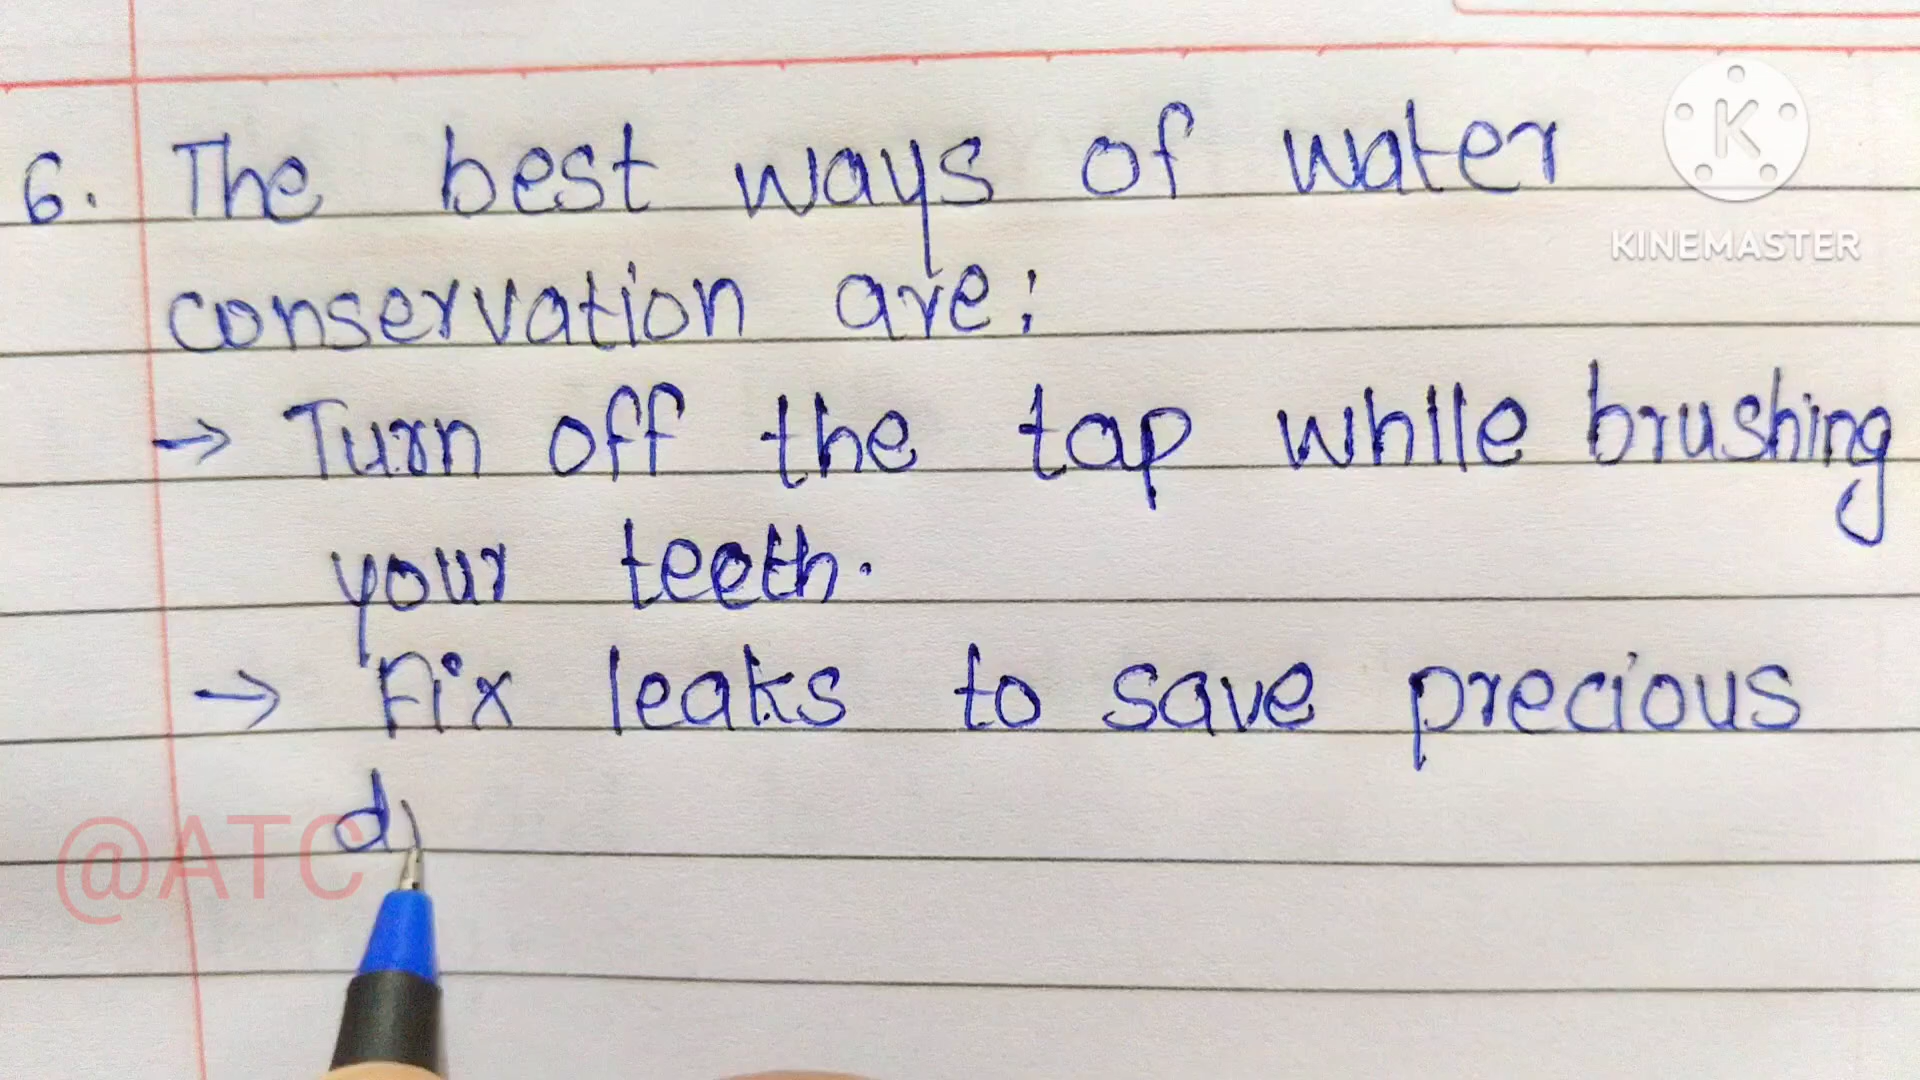 6. The best ways of water
KINEMASTER
conservation are:
→ Turn off the tap while brushing
your teeth.
→ Fix leaks to save precious
@ATC